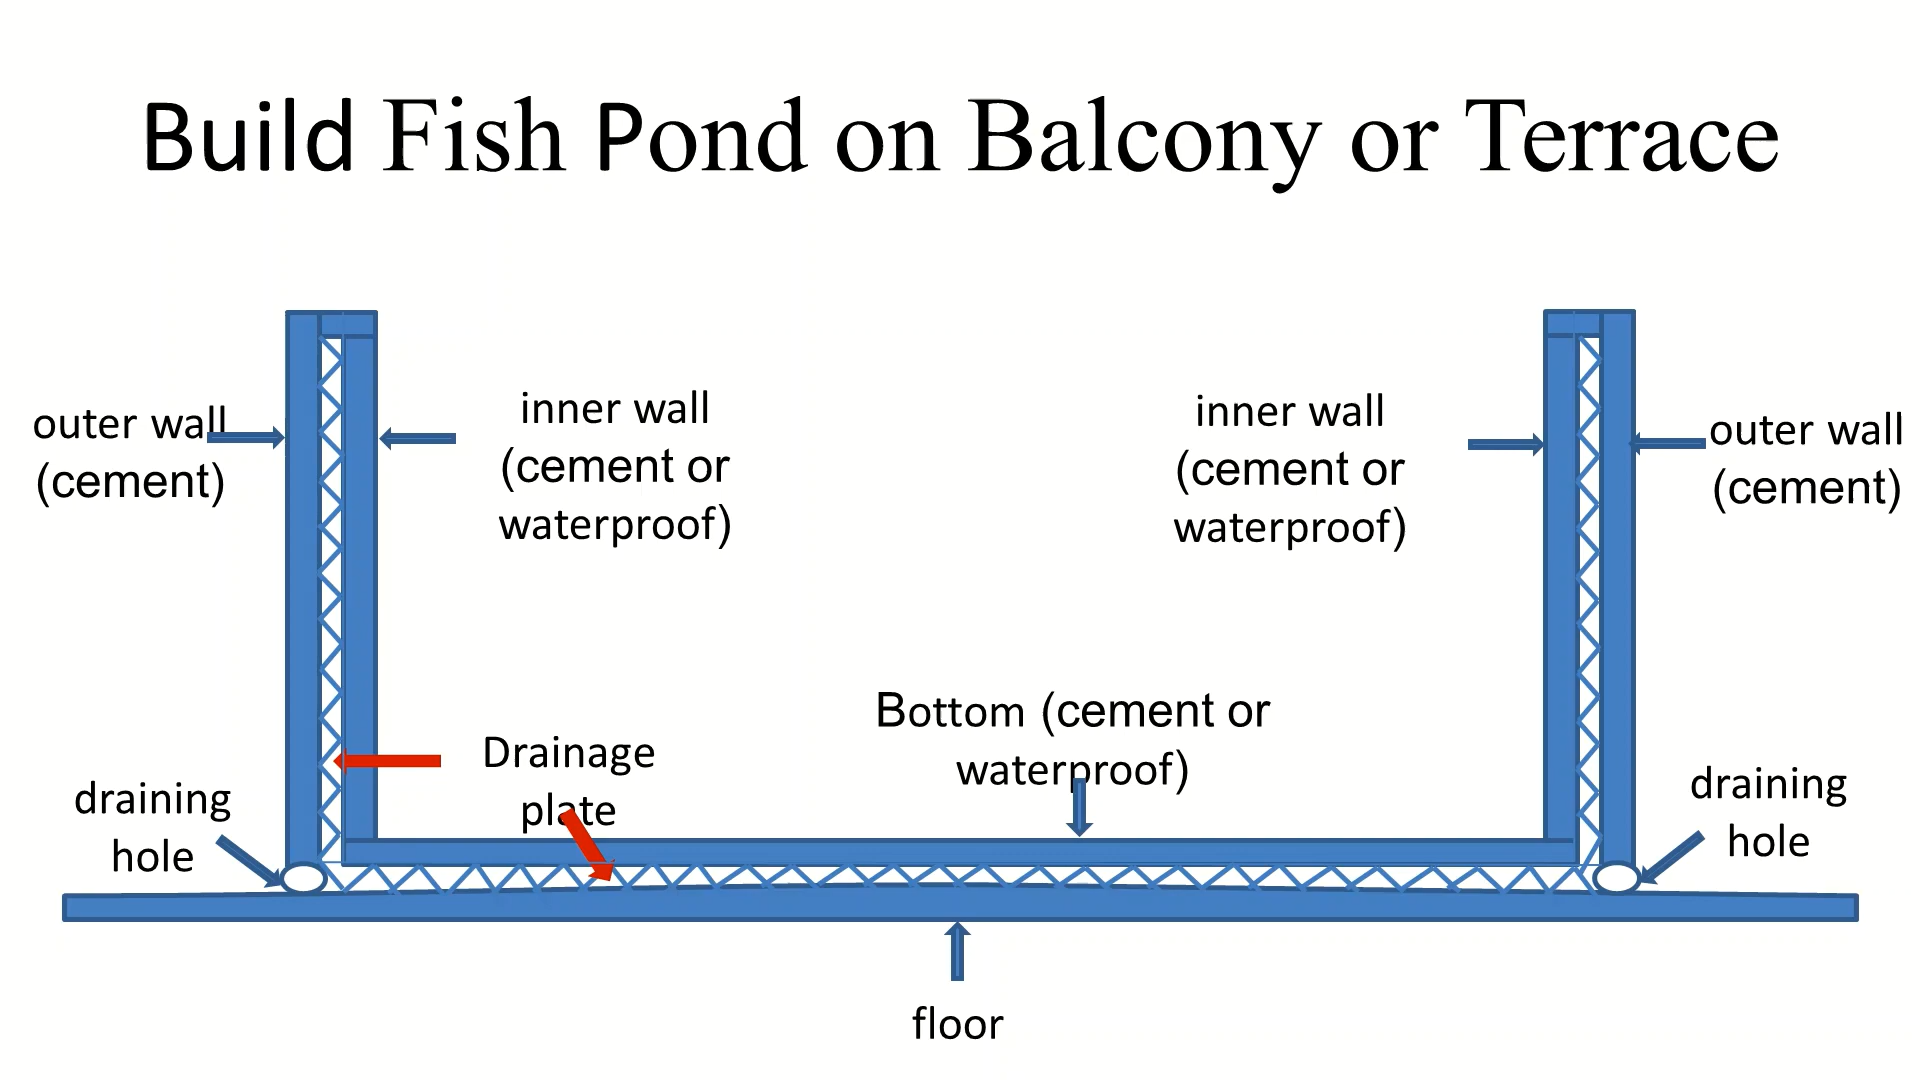 Build Fish Pond on Balcony or Terrace
outer wall
(cement)
inner wall
(cement or
waterproof)
inner wall
(cement or
waterproof)
outer wall
(cement)
Bottom (cement or
waterproof)
Drainage
plate
draining
hole
draining
hole
floor